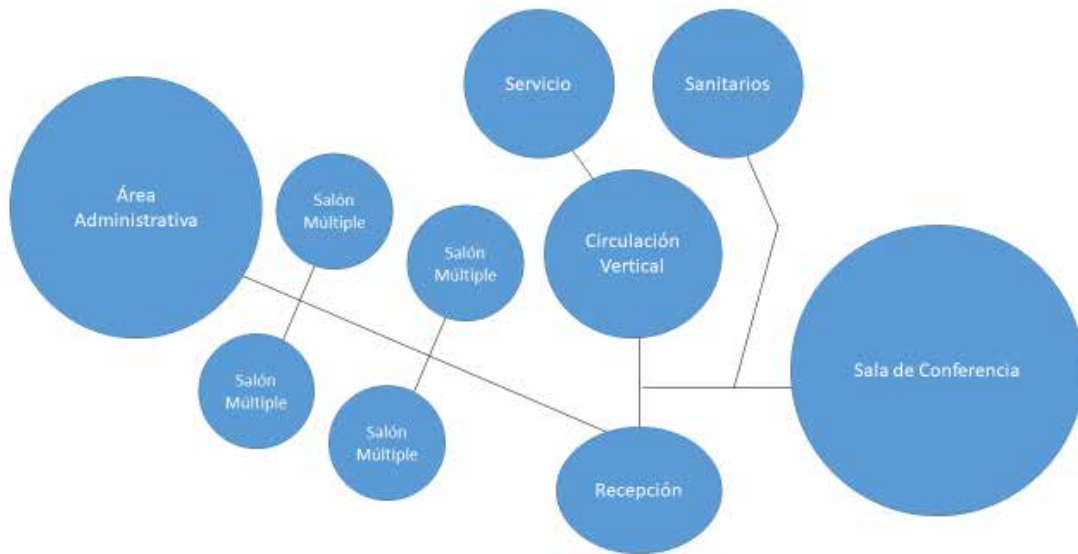 Servicio
Sanitarios
Área
Administrativa
Salón
Múltiple
Salón
Múltiple
Circulación
Vertical
Sala de Conferencia
Salón
Múltiple
Salón
Múltiple
Recepción